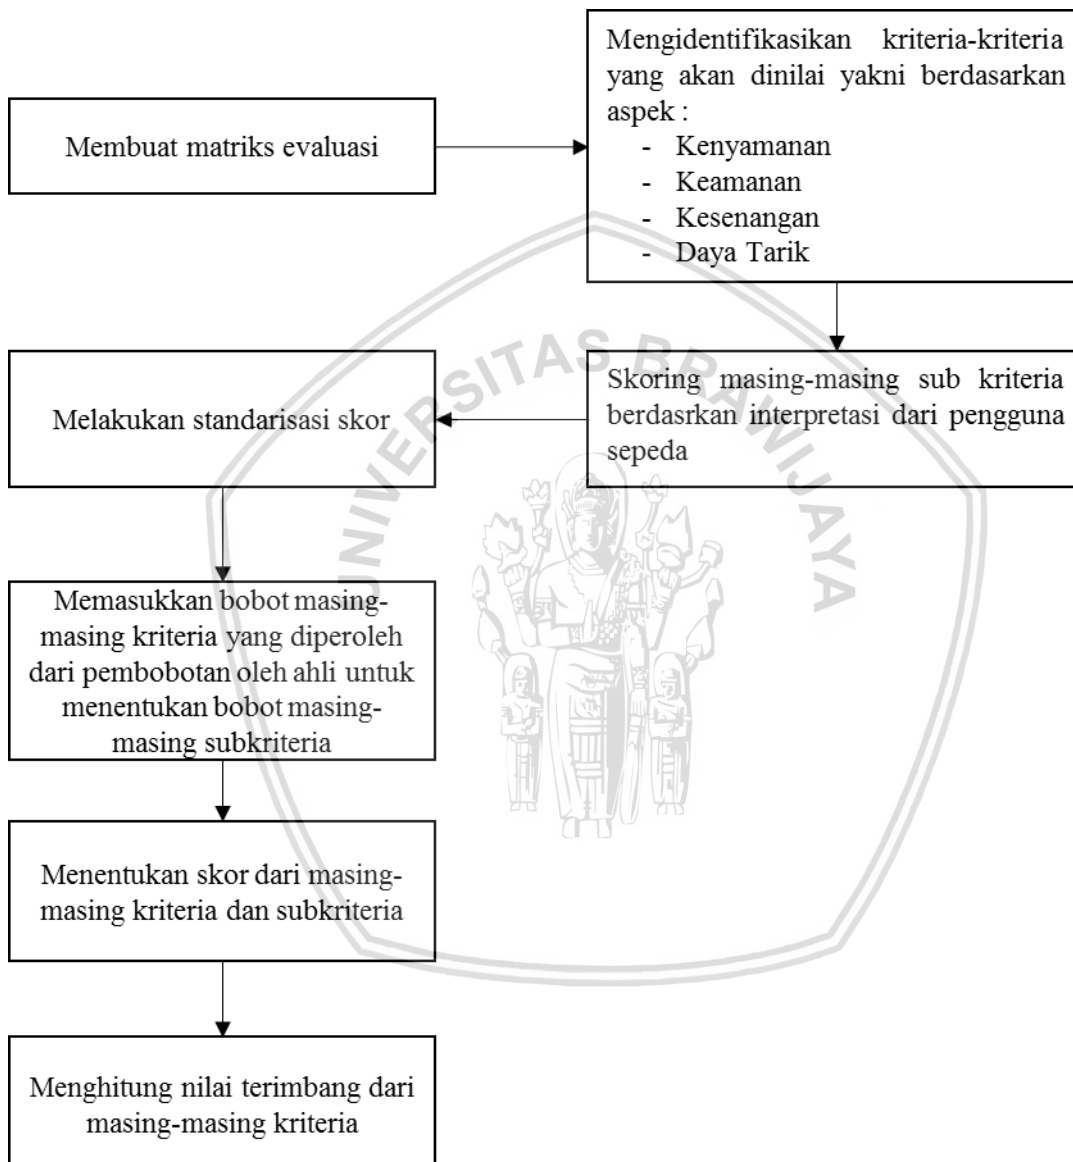 Membuat matriks evaluasi
Mengidentifikasikan kriteria-kriteria
yang akan dinilai yakni berdasarkan
aspek :
- Kenyamanan
- Keamanan
- Kesenangan
- Daya Tarik
Skoring masing-masing sub kriteria
berdasrkan interpretasi dari pengguna
sepeda
Melakukan standarisasi skor
Memasukkan bobot masing-
masing kriteria yang diperoleh
dari pembobotan oleh ahli untuk
menentukan bobot masing-
masing subkriteria
Menentukan skor dari masing-
masing kriteria dan subkriteria
Menghitung nilai terimbang dari
masing-masing kriteria
UNIVERSITAS BRAWIJAYA